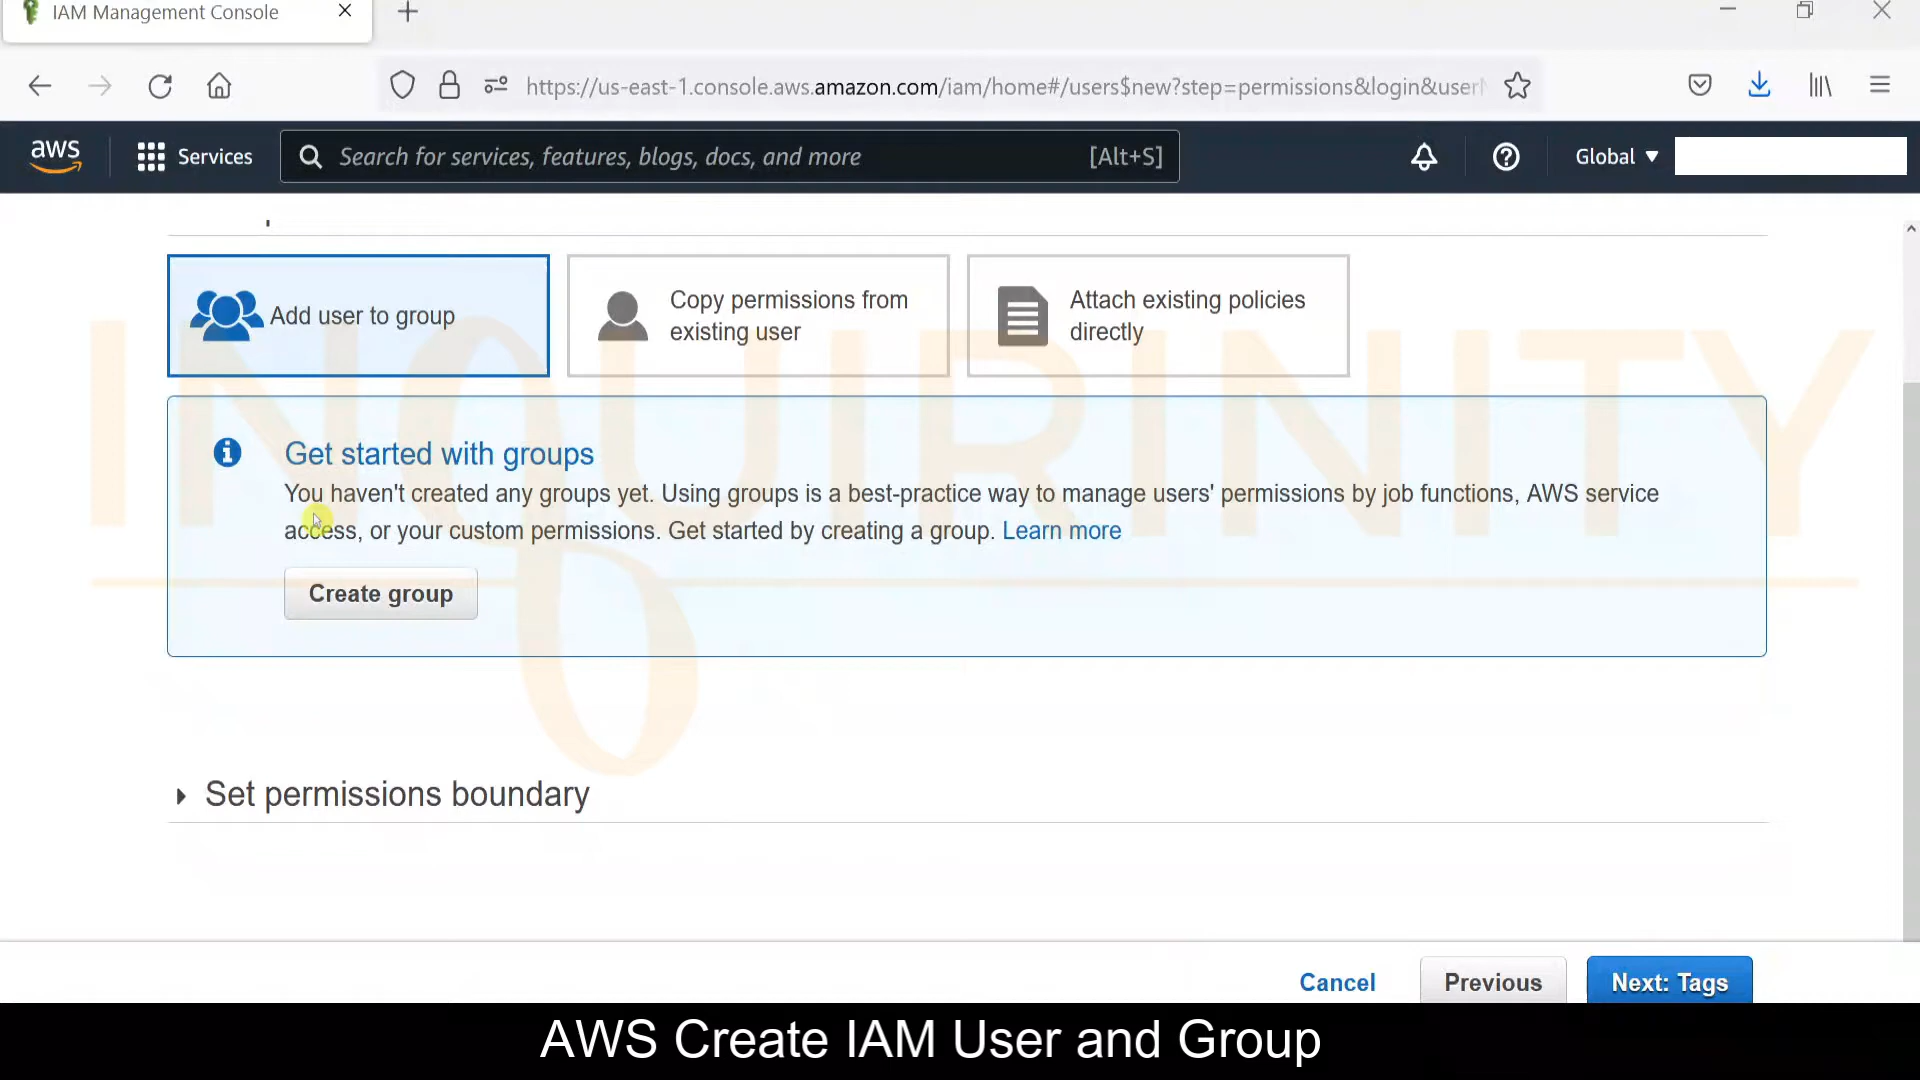 IAM Management Console
https://us-east-1.console.aws.amazon.com/iam/home#/users$new?step=permissions&login&userN
aws
Services
Search for services, features, blogs, docs, and more
[Alt+S]
Global
Add user to group
Copy permissions from
existing user
Attach existing policies
directly
INQUIRINITY
Get started with groups
You haven't created any groups yet. Using groups is a best-practice way to manage users' permissions by job functions, AWS service
access, or your custom permissions. Get started by creating a group. Learn more
Create group
Set permissions boundary
Cancel
Previous
Next: Tags
AWS Create IAM User and Group